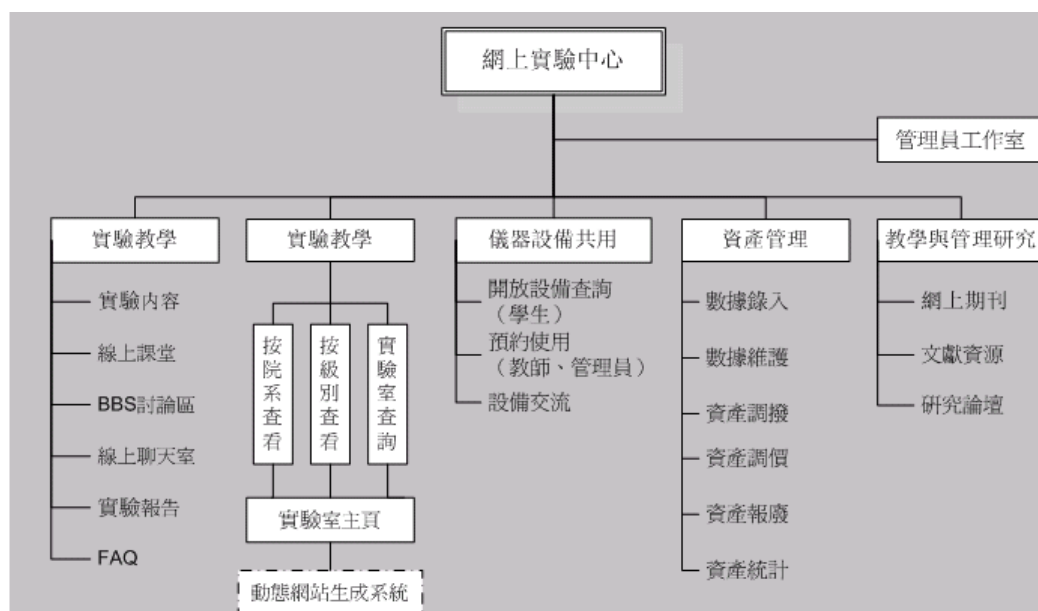 網上實驗中心
管理員工作室
實驗教學
實驗內容
線上課堂
BBS討論區
線上聊天室
實驗報告
FAQ
實驗教學
按院系查看
按級別查看
實驗室查詢
實驗室主頁
動態網站生成系統
儀器設備共用
開放設備查詢
（學生）
預約使用
（教師、管理員）
設備交流
資產管理
數據錄入
數據維護
資產調撥
資產調價
資產報廢
資產統計
教學與管理研究
網上期刊
文獻資源
研究論壇